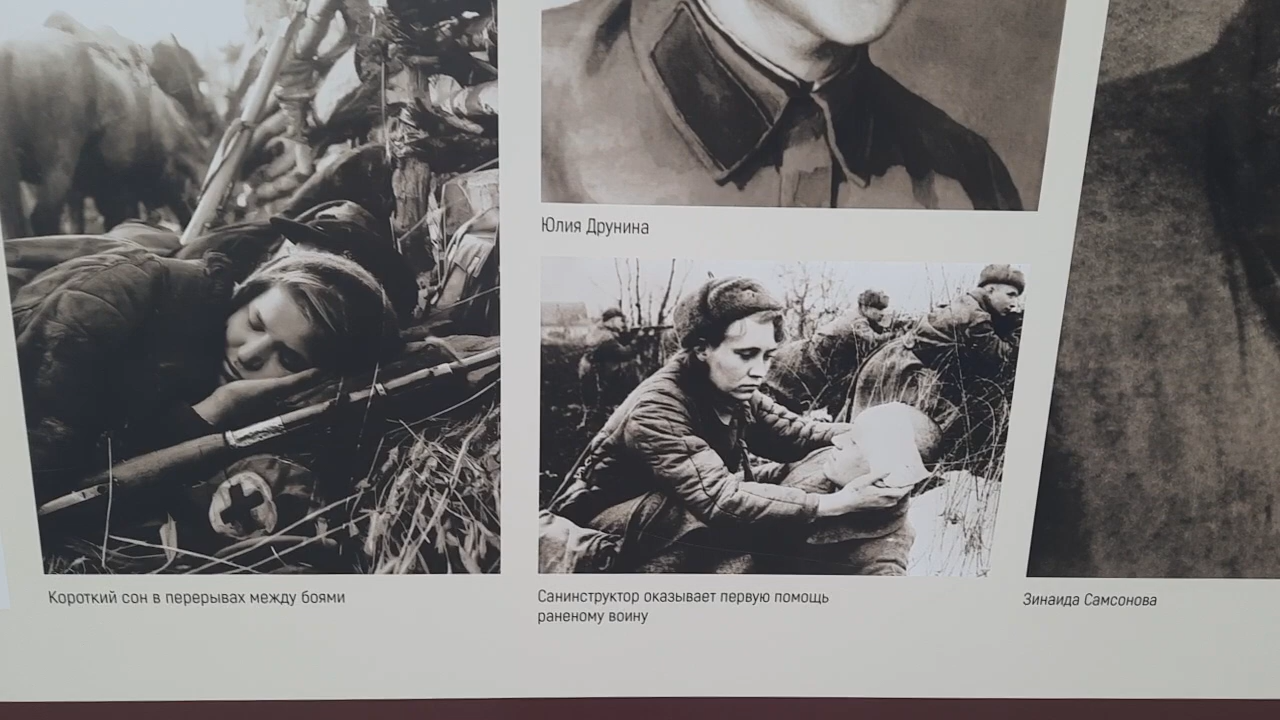 Юлия Друнина
Короткий сон в перерывах между боями
Санинструктор оказывает первую помощь
раненому воину
Зинаида Самсонова